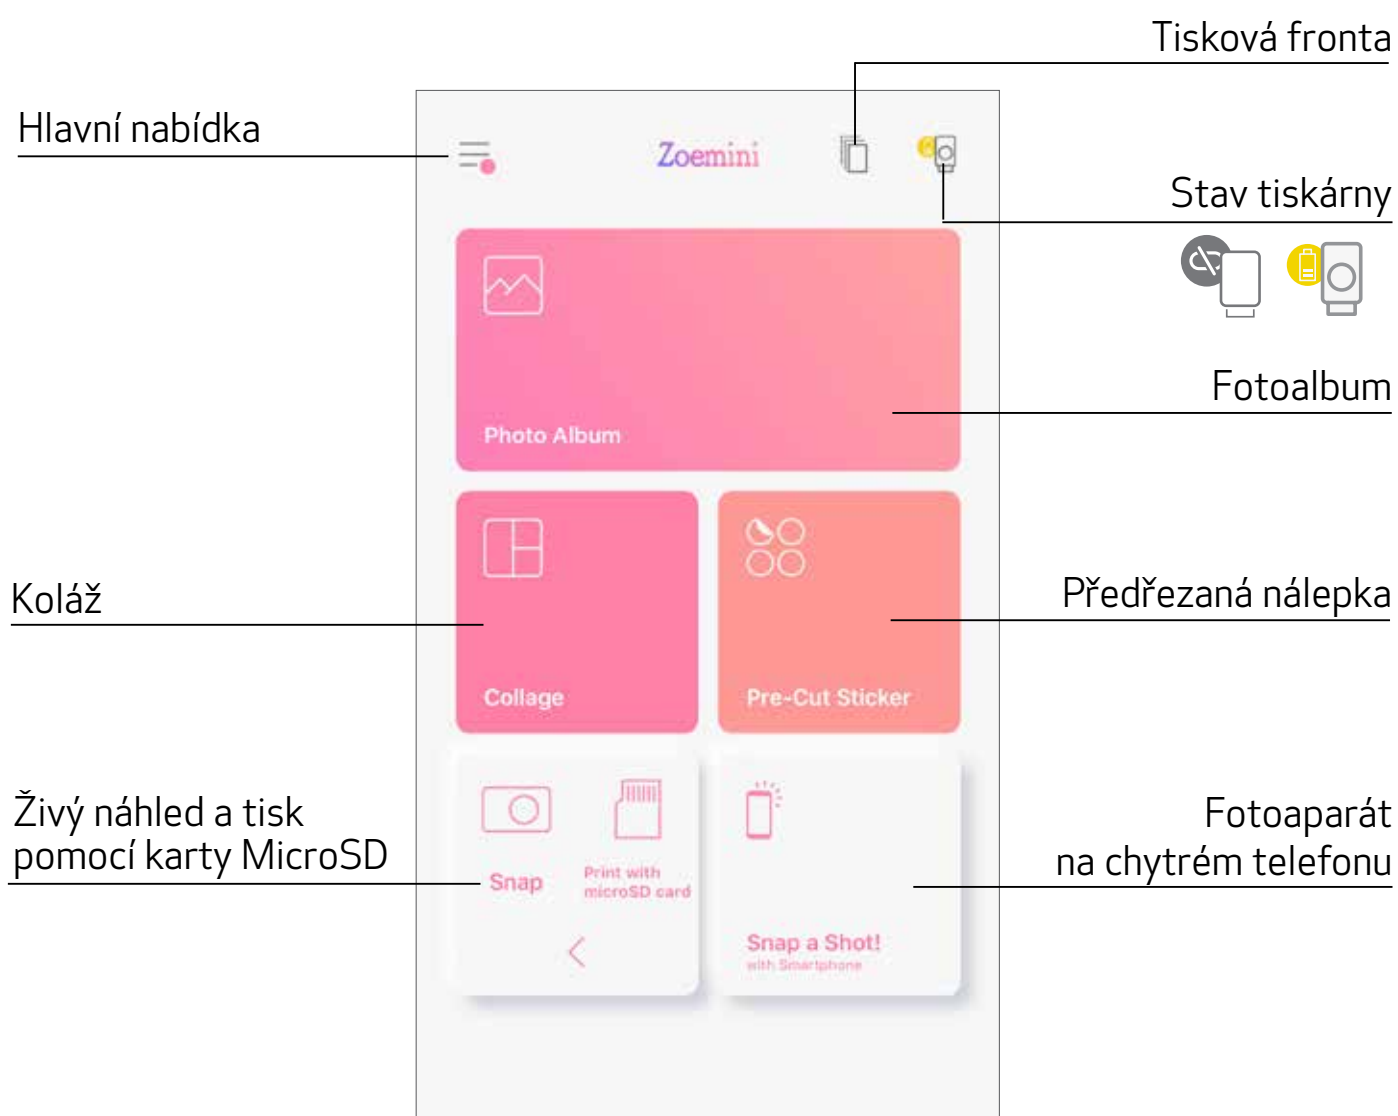 Tisková fronta
Hlavní nabídka
Zoemini
Stav tiskárny
Fotoalbum
Photo Album
Koláž
Předřezaná nálepka
Collage
Pre-Cut Sticker
Živý náhled a tisk
pomocí karty MicroSD
Fotoaparát
na chytrém telefonu
Snap
Print with
microSD card
Snap a Shot!
with Smartphone